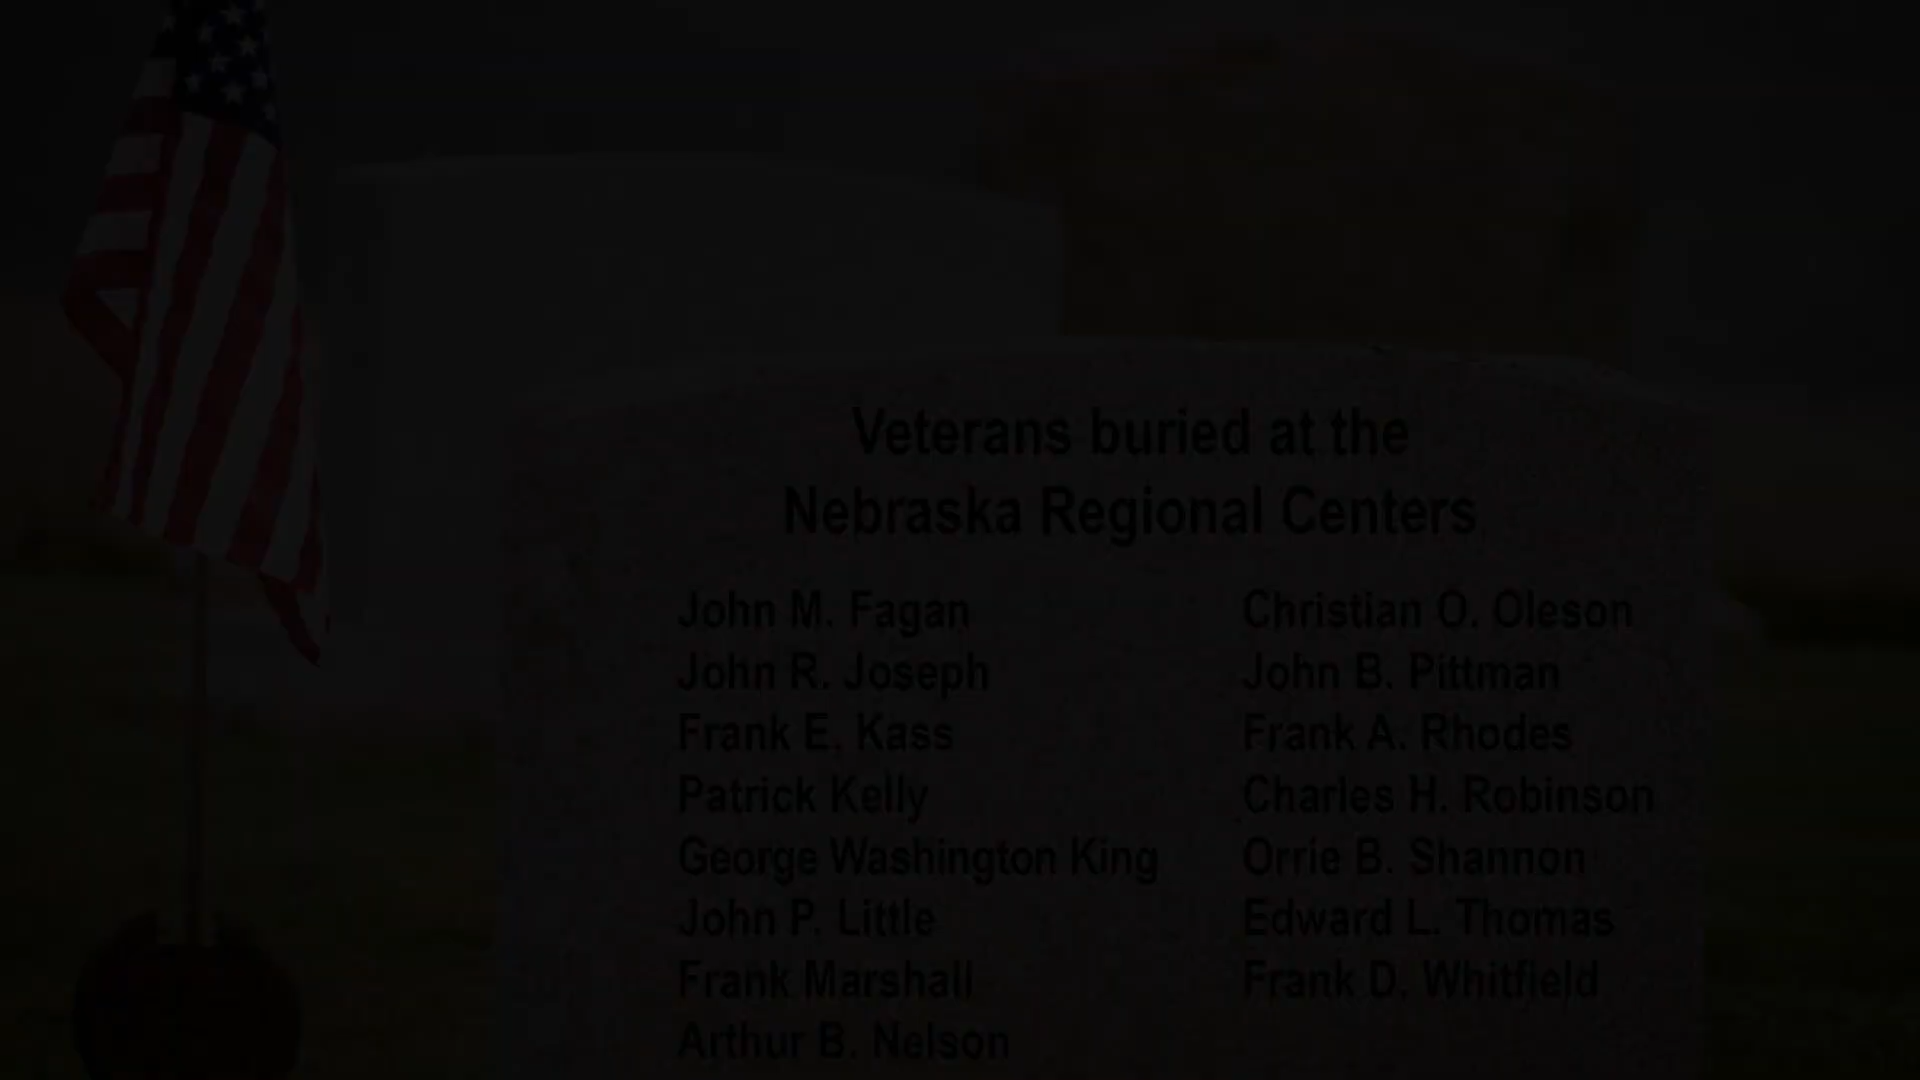 Veterans buried at the
Nebraska Regional Centers
John M. Fagan
John R. Joseph
Frank E. Kass
Patrick Kelly
George Washington King
John P. Little
Frank Marshall
Arthur B. Nelson
Christian O. Oleson
John B. Pittman
Frank A. Rhodes
Charles H. Robinson
Orrie B. Shannon
Edward L. Thomas
Frank D. Whitfield